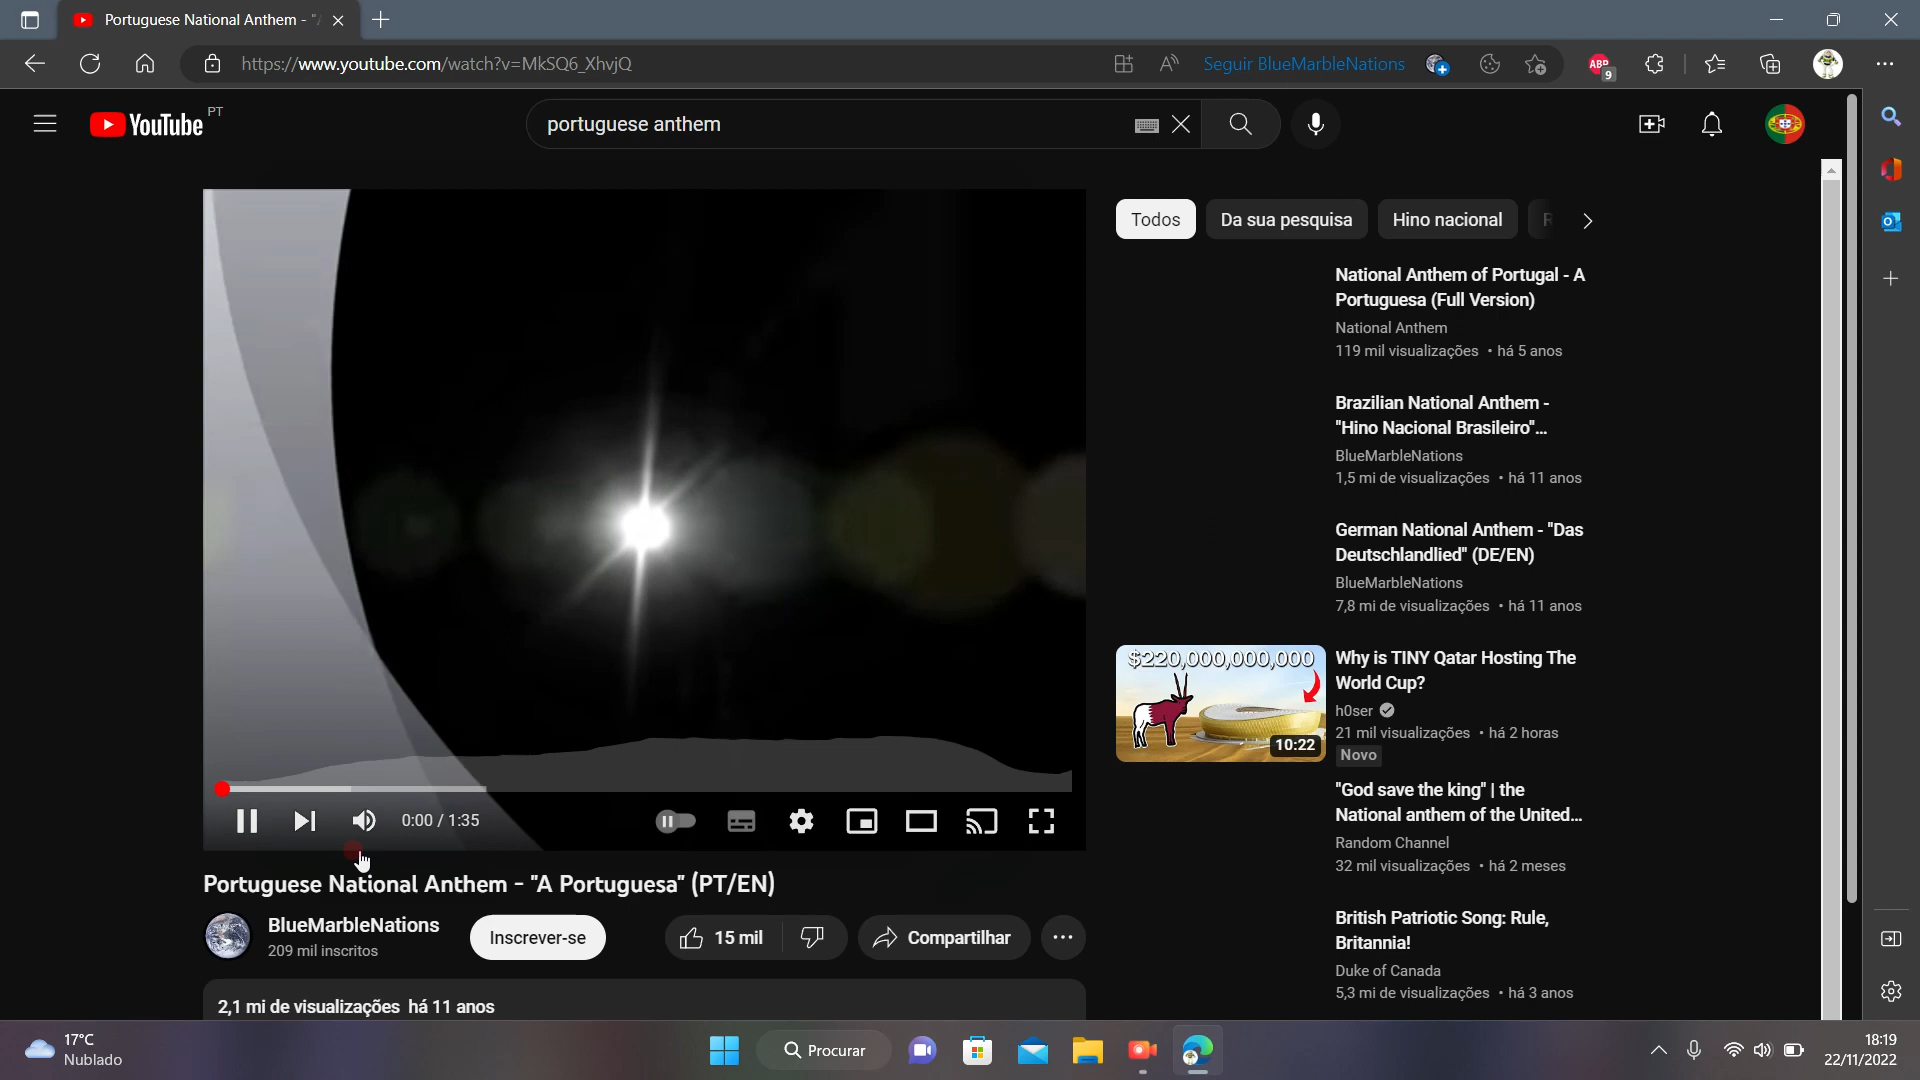 Portuguese National Anthem - "
https://www.youtube.com/watch?v=MkSQ6_XhvjQ
Seguir BlueMarbleNations
ABP
9
YouTube PT
portuguese anthem
Todos
Da sua pesquisa
Hino nacional
National Anthem of Portugal - A
Portuguesa (Full Version)
National Anthem
119 mil visualizações • há 5 anos
Brazilian National Anthem -
"Hino Nacional Brasileiro"...
BlueMarbleNations
1,5 mi de visualizações • há 11 anos
German National Anthem - "Das
Deutschlandlied" (DE/EN)
BlueMarbleNations
7,8 mi de visualizações • há 11 anos
$220,000,000,000
10:22
Why is TINY Qatar Hosting The
World Cup?
h0ser
21 mil visualizações • há 2 horas
Novo
"God save the king" | the
National anthem of the United...
Random Channel
32 mil visualizações • há 2 meses
British Patriotic Song: Rule,
Britannia!
Duke of Canada
5,3 mi de visualizações • há 3 anos
0:00 / 1:35
Portuguese National Anthem - "A Portuguesa" (PT/EN)
BlueMarbleNations
209 mil inscritos
Inscrever-se
15 mil
Compartilhar
2,1 mi de visualizações há 11 anos
17°C
Nublado
Procurar
18:19
22/11/2022